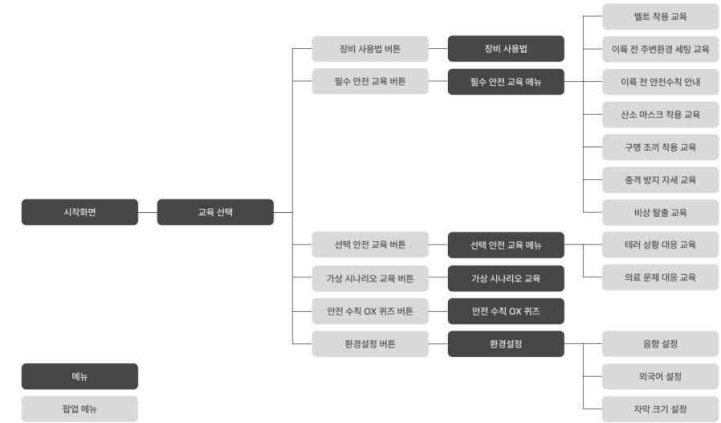 벨트 착용 교육
장비 사용법 버튼
장비 사용법
이륙 전 주변환경 세팅 교육
필수 안전 교육 버튼
필수 안전 교육 메뉴
이륙 전 안전수칙 안내
산소 마스크 착용 교육
구명 조끼 착용 교육
충격 방지 자세 교육
시작화면
교육 선택
비상 탈출 교육
선택 안전 교육 버튼
선택 안전 교육 메뉴
테러 상황 대응 교육
가상 시나리오 교육 버튼
가상 시나리오 교육
의료 문제 대응 교육
안전 수칙 OX 퀴즈 버튼
안전 수칙 OX 퀴즈
환경설정 버튼
환경설정
음향 설정
메뉴
외국어 설정
팝업 메뉴
자막 크기 설정